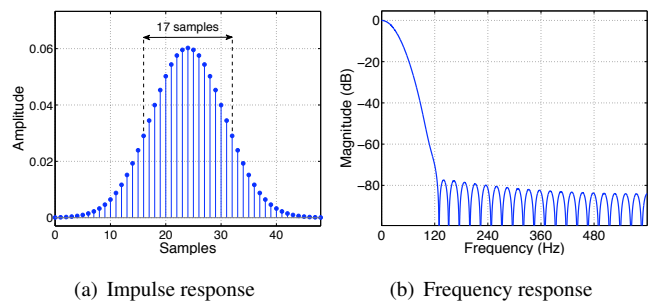 17 samples
0.06
0.04
0.02
0
Amplitude
0 10 20 30 40
Samples
(a) Impulse response
0
−20
−40
−60
−80
Magnitude (dB)
0 120 240 360 480
Frequency (Hz)
(b) Frequency response